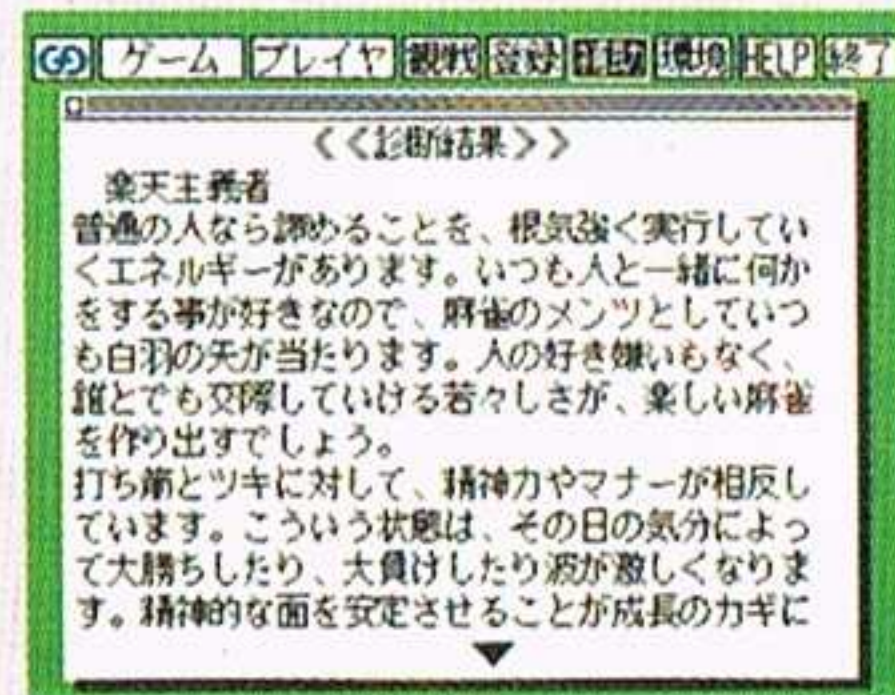 ゲーム プレイヤ 観戦 登録 診断 環境 HELP 終了
《《診断結果》》
楽天主義者
普通の人なら諦めることを、根気強く実行してい
くエネルギーがあります。いつも人と一緒に何か
をする事が好きなので、麻雀のメンツとしていつ
も白羽の矢が当たります。人の好き嫌いもなく、
誰とでも交際していける若々しさが、楽しい麻雀
を作り出すでしょう。
打ち筋とツキに対して、精神力やマナーが相反し
ています。こういう状態は、その日の気分によっ
て大勝ちしたり、大負けしたり波が激しくなりま
す。精神的な面を安定させることが成長のカギに